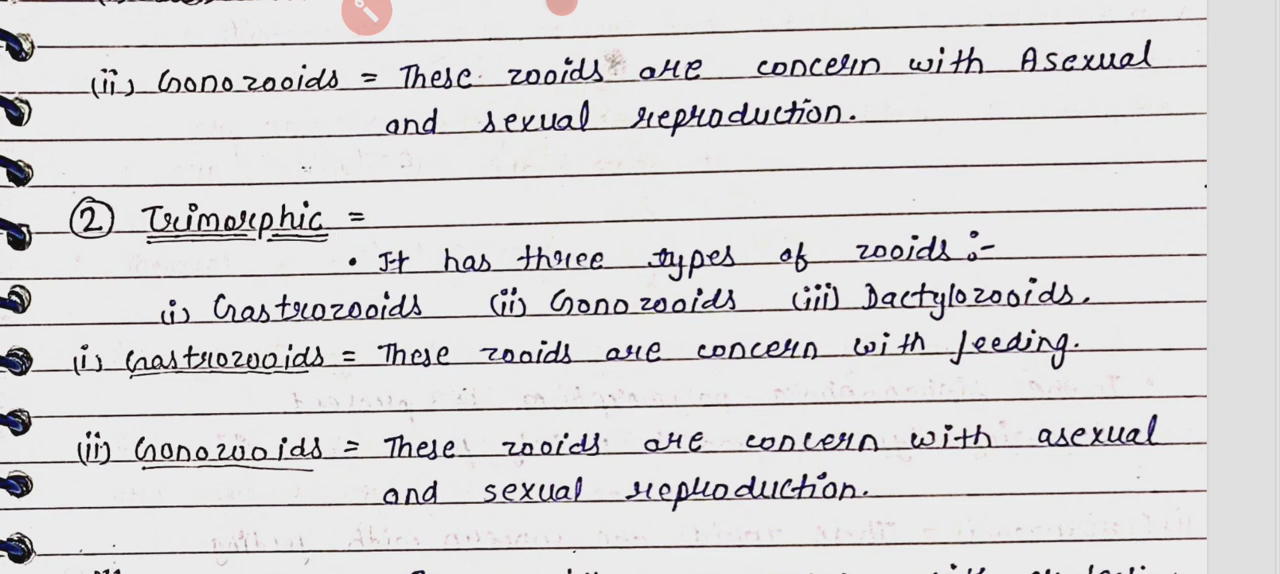 (ii) Gonozooids = These zooids are concern with Asexual
and sexual reproduction.
② Trimorphic =
• It has three types of zooids :-
(i) Gastrozooids (ii) Gonozooids (iii) Dactylozooids.
(i) Gastrozooids = These zooids are concern with feeding.
(ii) Gonozooids = These zooids are concern with asexual
and sexual reproduction.